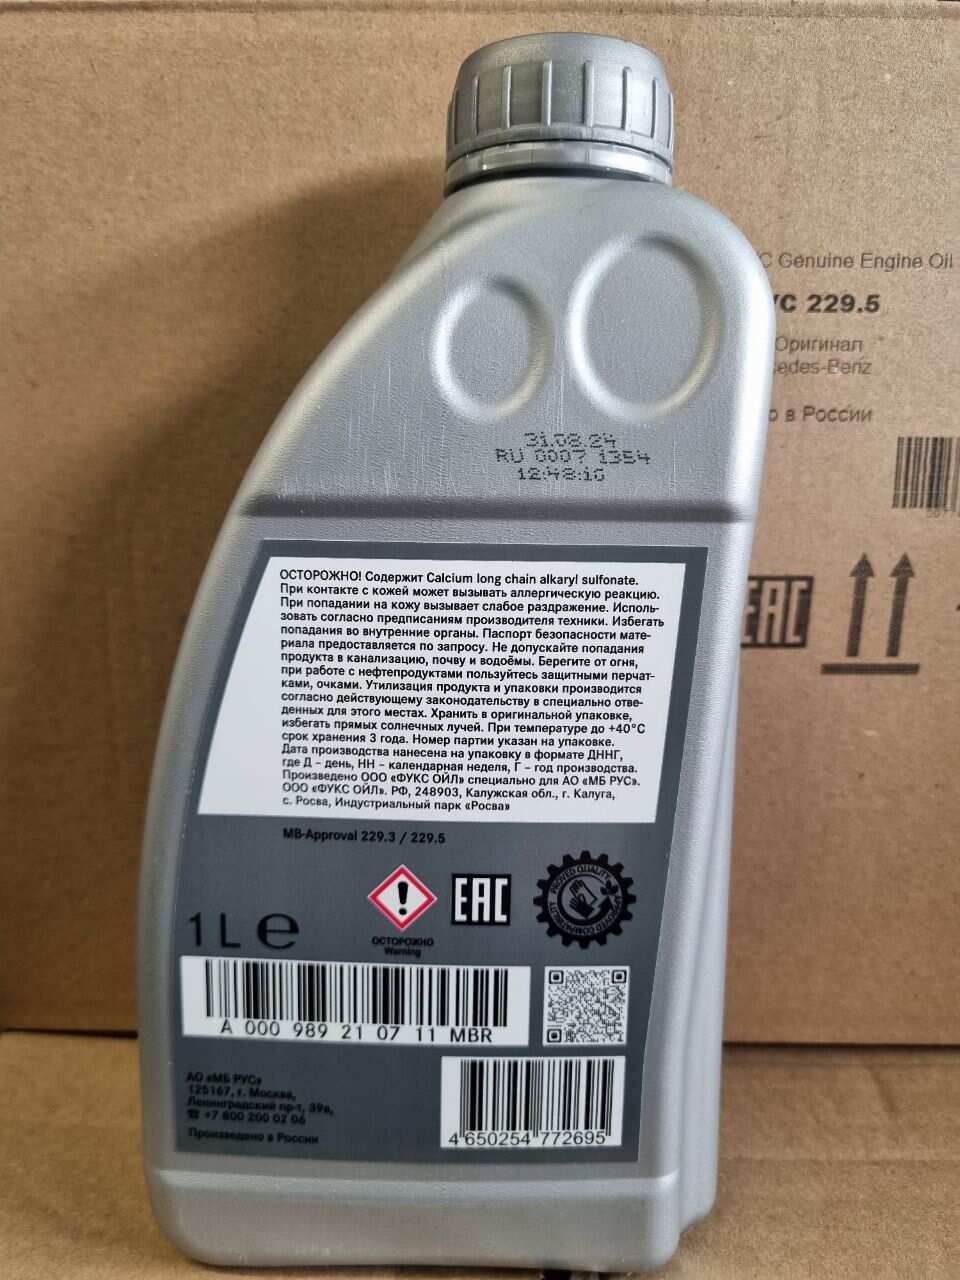 C Genuine Engine Oil
C 229.5
Оригинал
edes-Benz
в России
31.08.24
RU 0007 1354
12:48:10
ОСТОРОЖНО! Содержит Calcium long chain alkaryl sulfonate.
При контакте с кожей может вызывать аллергическую реакцию.
При попадании на кожу вызывает слабое раздражение. Исполь-
зовать согласно предписаниям производителя техники. Избегать
попадания во внутренние органы. Паспорт безопасности мате-
риала предоставляется по запросу. Не допускайте попадания
продукта в канализацию, почву и водоёмы. Берегите от огня,
при работе с нефтепродуктами пользуйтесь защитными перчат-
ками, очками. Утилизация продукта и упаковки производится
согласно действующему законодательству в специально отве-
денных для этого местах. Хранить в оригинальной упаковке,
избегать прямых солнечных лучей. При температуре до +40°C
срок хранения 3 года. Номер партии указан на упаковке.
Дата производства нанесена на упаковку в формате ДННГ,
где Д – день, НН – календарная неделя, Г – год производства.
Произведено ООО «ФУКС ОЙЛ» специально для АО «МБ РУС».
ООО «ФУКС ОЙЛ». РФ, 248903, Калужская обл., г. Калуга,
с. Росва, Индустриальный парк «Росва»
MB-Approval 229.3 / 229.5
EAC
EAC
PROVED QUALITY
APPROVED COMPATIBILITY
ОСТОРОЖНО
Warning
1 L e
A 000 989 21 07 11 MBR
АО «МБ РУС»
125167, г. Москва,
Ленинградский пр-т, 39а,
☎ +7 800 200 02 06
Произведено в России
4 650254 772695